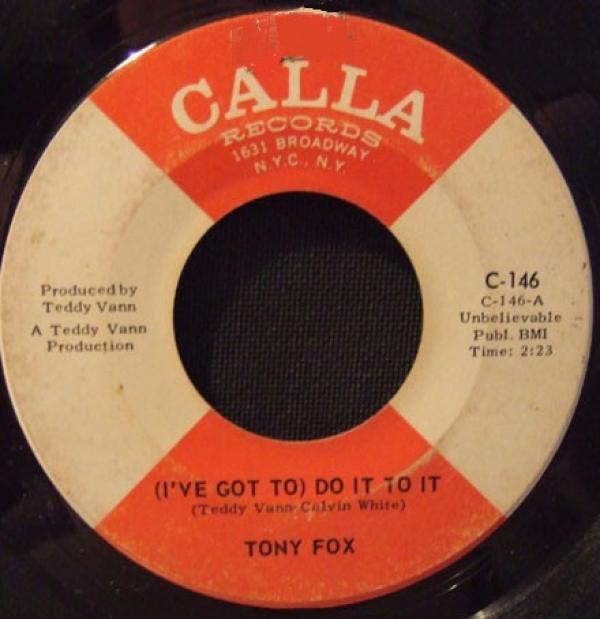 CALLA
RECORDS
1631 BROADWAY
N.Y.C., N.Y.
Produced by
Teddy Vann
A Teddy Vann
Production
C-146
C-146-A
Unbelievable
Publ. BMI
Time: 2:23
(I'VE GOT TO) DO IT TO IT
(Teddy Vann-Calvin White)
TONY FOX